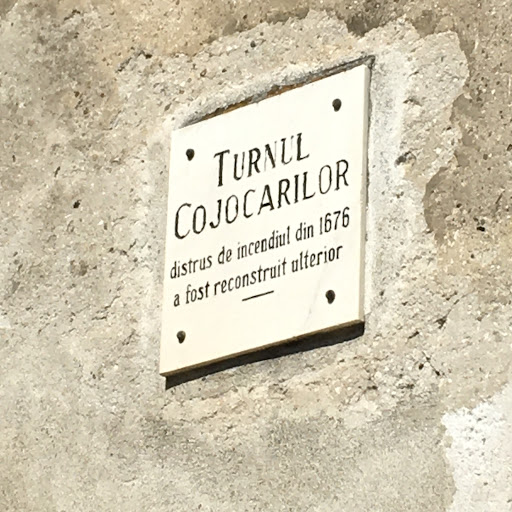 TURNUL
COJOCARILOR
distrus de incendiul din 1676
a fost reconstruit ulterior